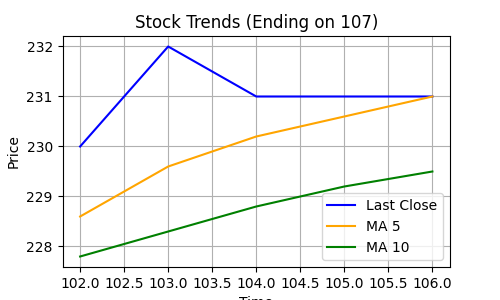 Stock Trends (Ending on 107)
232
231
230
229
228
Price
Last Close
MA 5
MA 10
102.0 102.5 103.0 103.5 104.0 104.5 105.0 105.5 106.0
Time